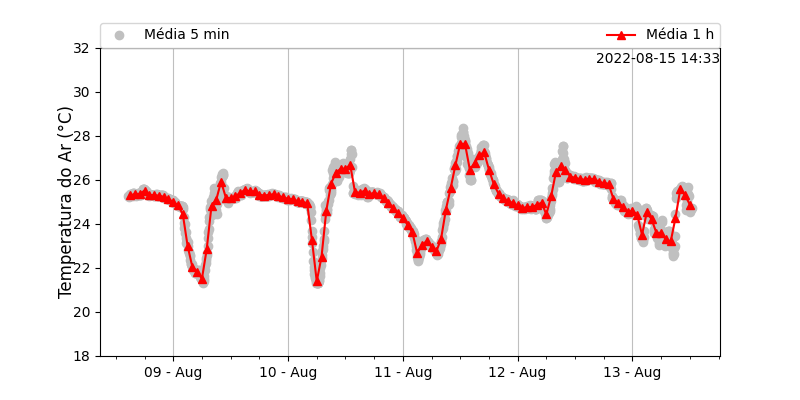 Média 5 min
Média 1 h
2022-08-15 14:33
Temperatura do Ar (°C)
32
30
28
26
24
22
20
18
09 - Aug
10 - Aug
11 - Aug
12 - Aug
13 - Aug